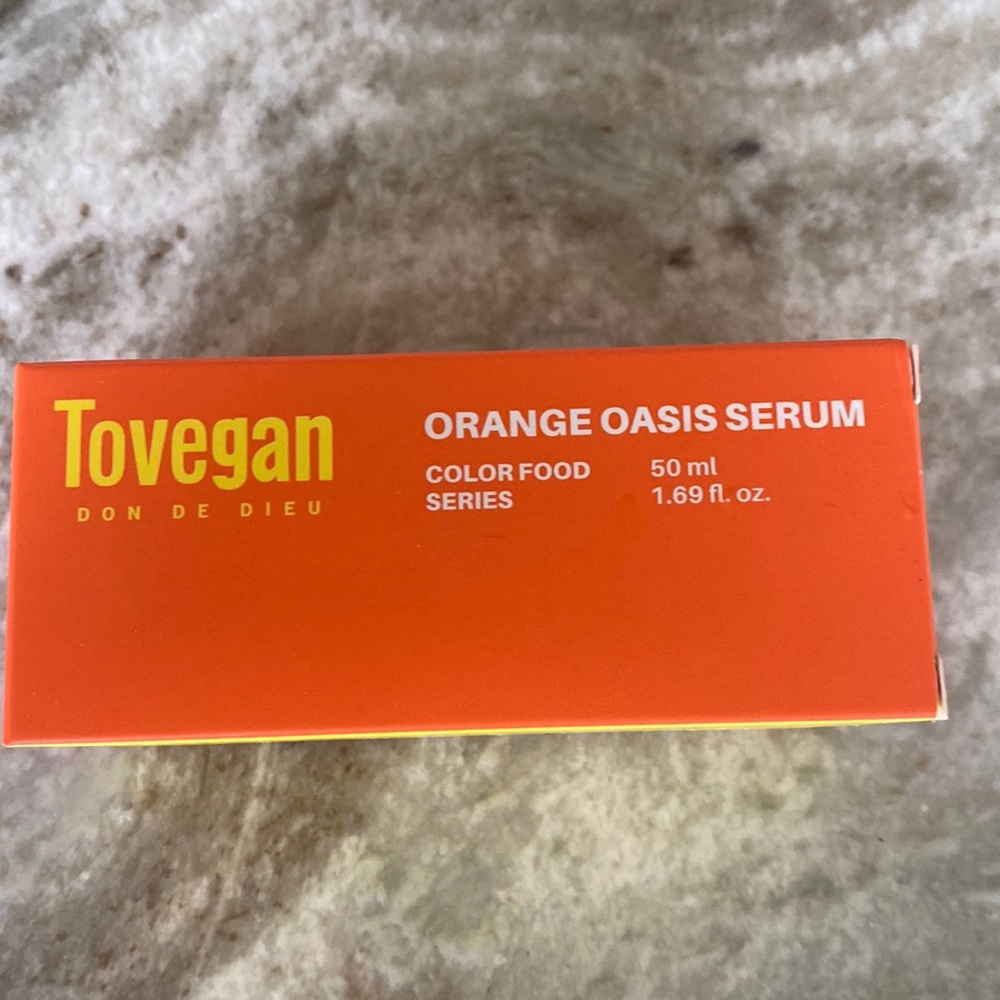 Tovegan
DON DE DIEU
ORANGE OASIS SERUM
COLOR FOOD
SERIES
50 ml
1.69 fl. oz.